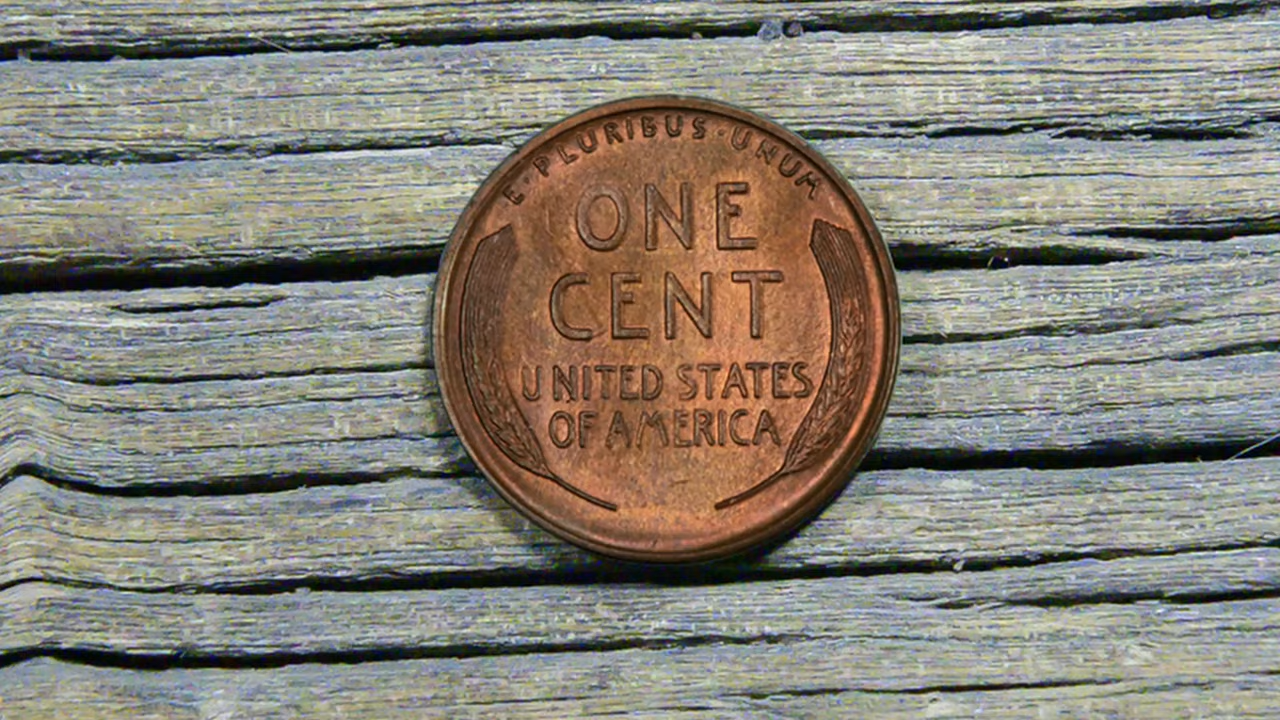 E·PLURIBUS·UNUM
ONE
CENT
UNITED STATES
OF AMERICA